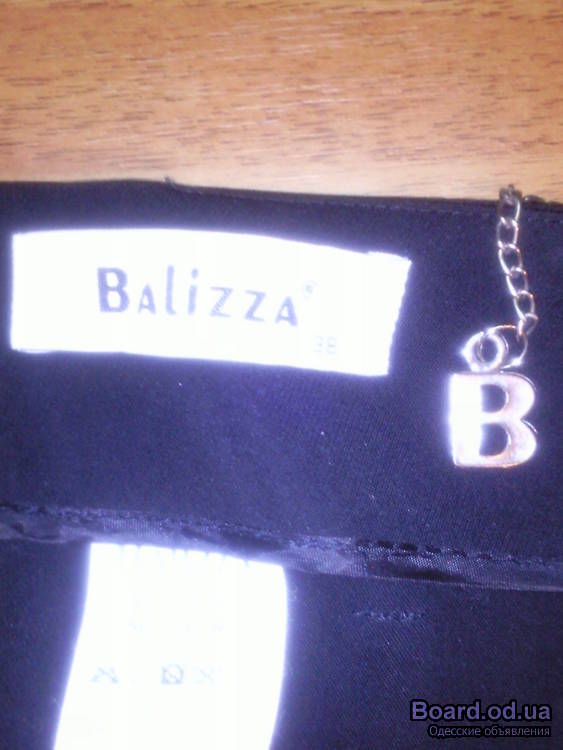 BALIZZA®
38
B
Board.od.ua
Одесские объявления